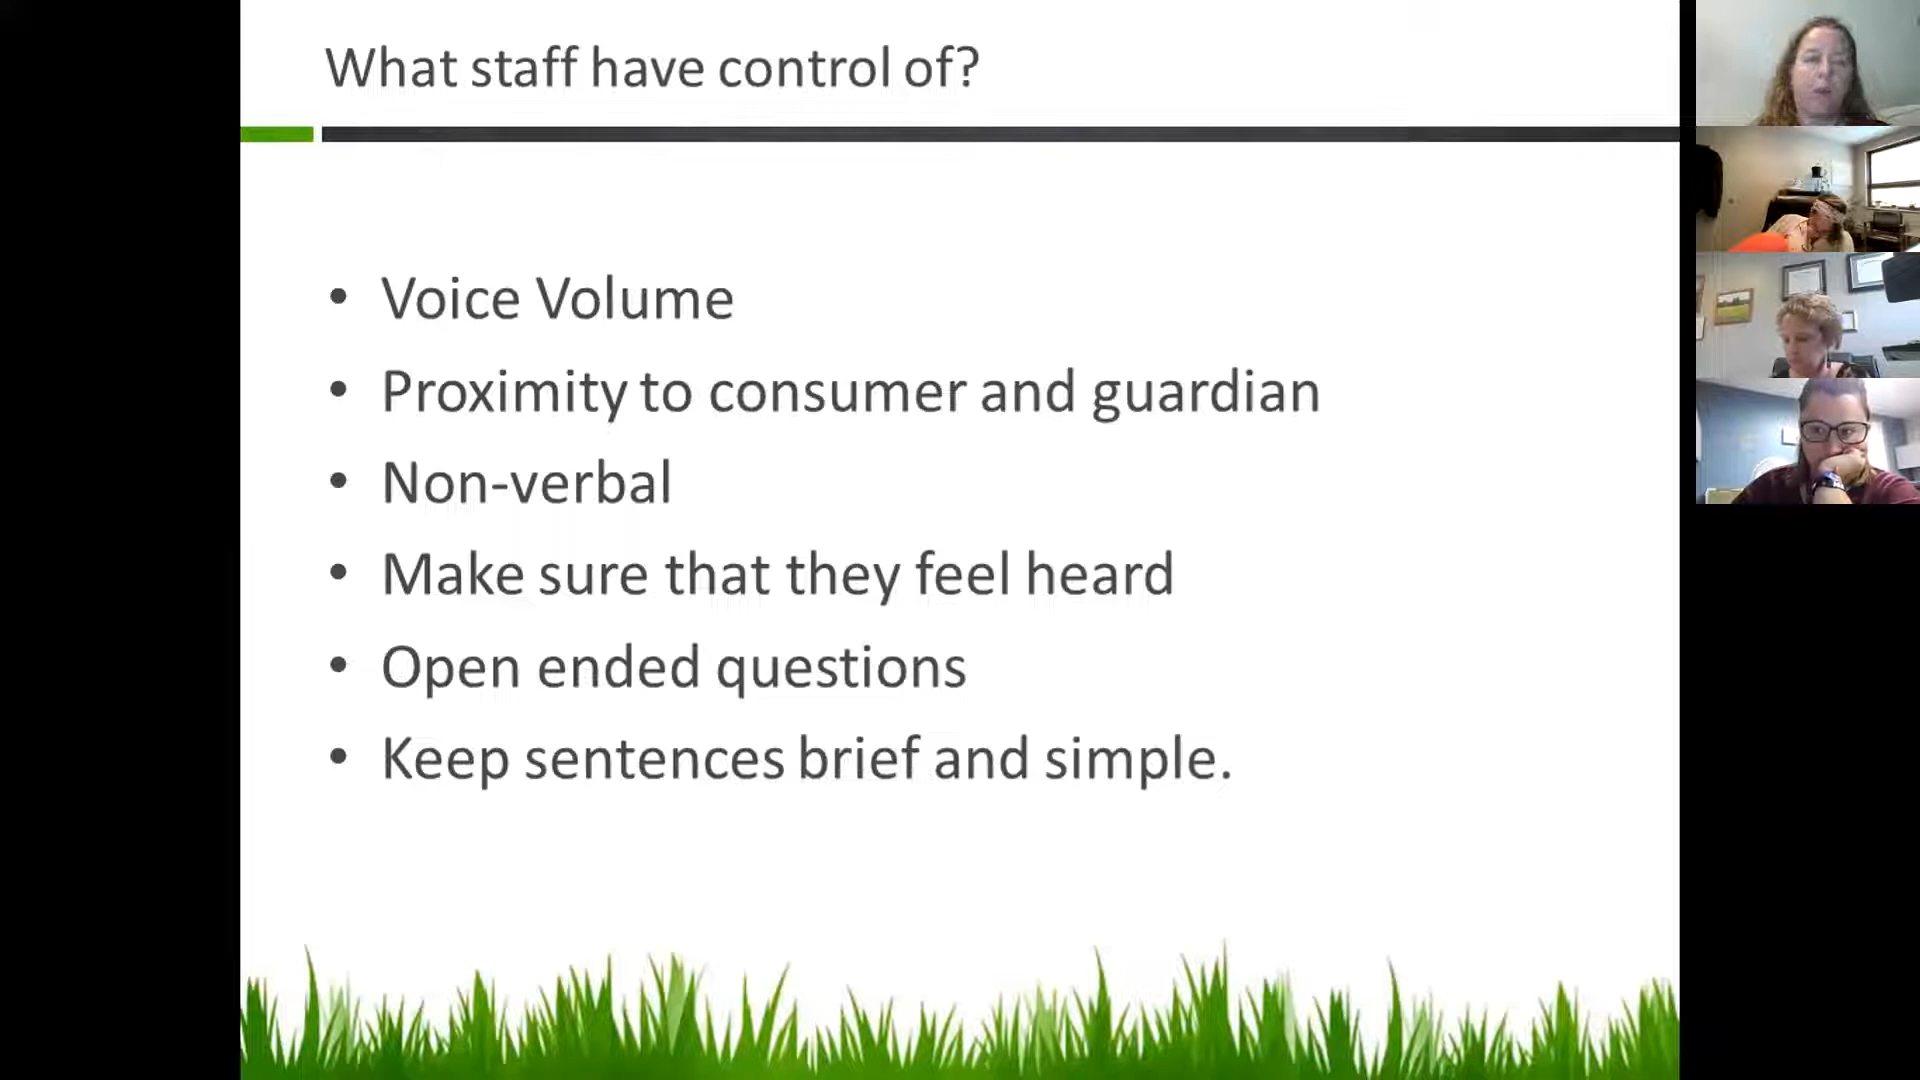 What staff have control of?
• Voice Volume
• Proximity to consumer and guardian
• Non-verbal
• Make sure that they feel heard
• Open ended questions
• Keep sentences brief and simple.